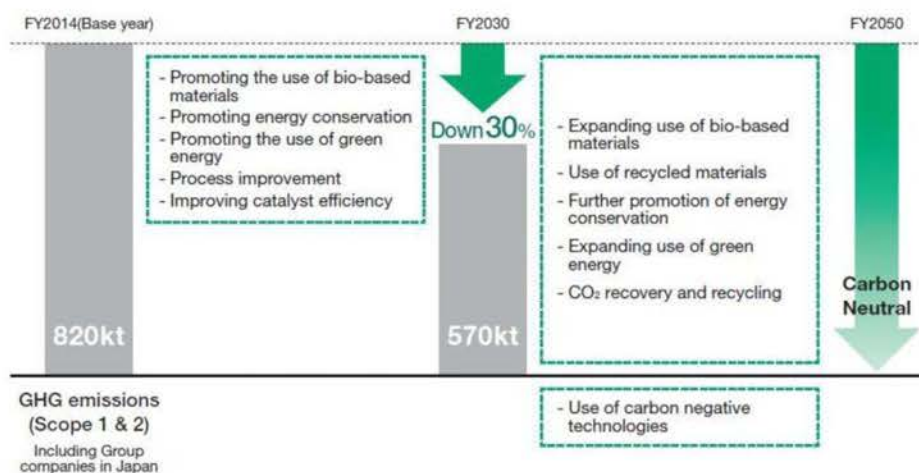 FY2014(Base year)
FY2030
FY2050
- Promoting the use of bio-based
materials
- Promoting energy conservation
- Promoting the use of green
energy
- Process improvement
- Improving catalyst efficiency
Down 30%
- Expanding use of bio-based
materials
- Use of recycled materials
- Further promotion of energy
conservation
- Expanding use of green
energy
- CO₂ recovery and recycling
Carbon
Neutral
820kt
570kt
GHG emissions
(Scope 1 & 2)
Including Group
companies in Japan
- Use of carbon negative
technologies